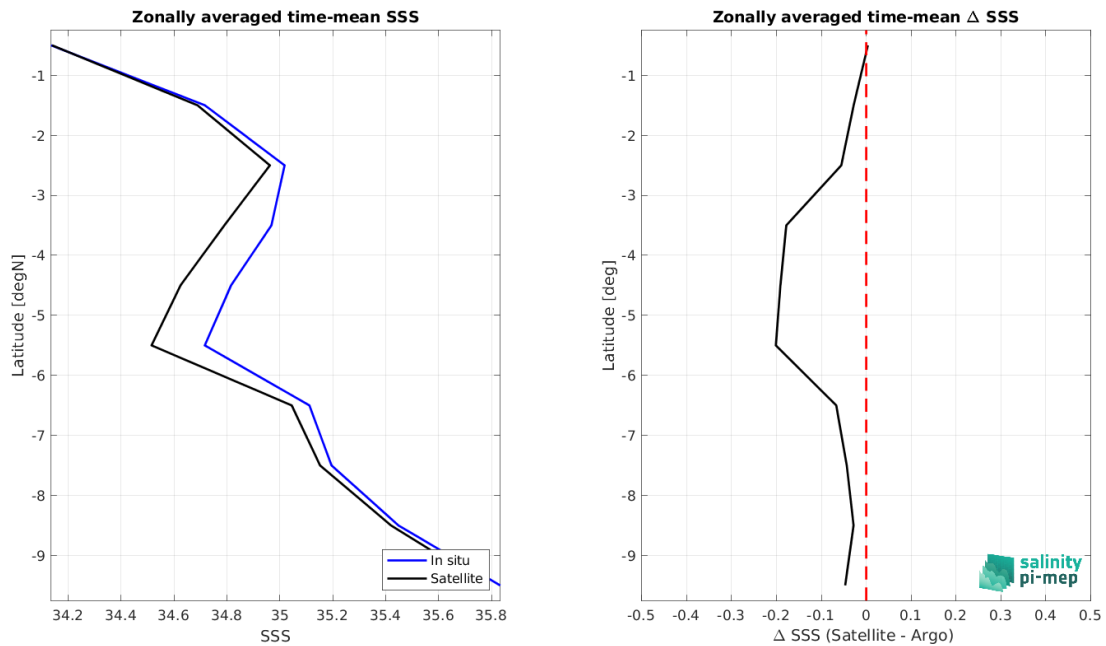 Zonally averaged time-mean SSS
-1
-2
-3
-4
-5
-6
-7
-8
-9
Latitude [degN]
34.2 34.4 34.6 34.8 35 35.2 35.4 35.6 35.8
SSS
In situ
Satellite
Zonally averaged time-mean Δ SSS
-1
-2
-3
-4
-5
-6
-7
-8
-9
Latitude [deg]
-0.5 -0.4 -0.3 -0.2 -0.1 0 0.1 0.2 0.3 0.4 0.5
Δ SSS (Satellite - Argo)
salinity
pi-mep